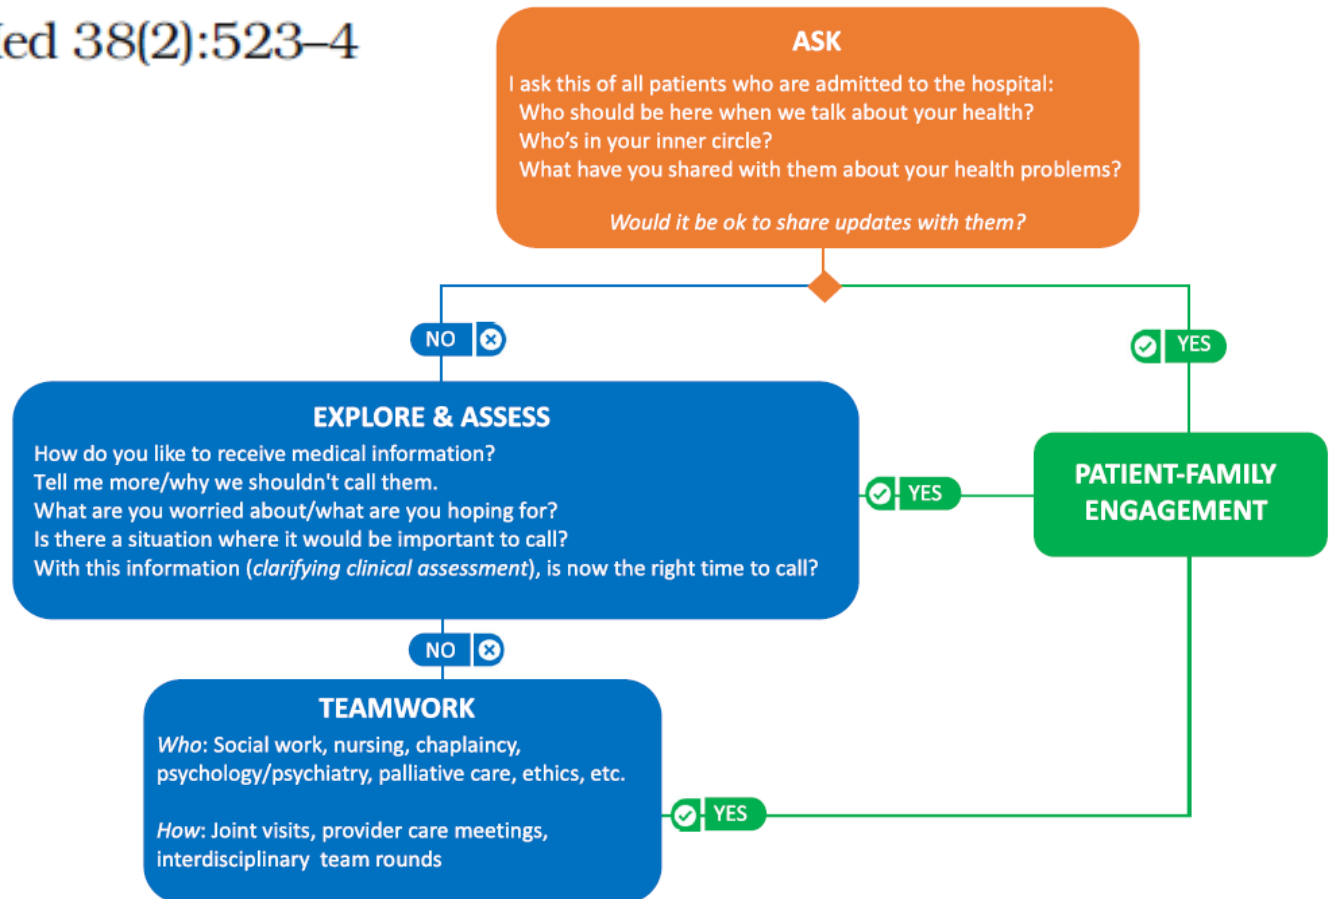 ed 38(2):523–4
ASK
I ask this of all patients who are admitted to the hospital:
Who should be here when we talk about your health?
Who's in your inner circle?
What have you shared with them about your health problems?
Would it be ok to share updates with them?
NO
YES
EXPLORE & ASSESS
How do you like to receive medical information?
Tell me more/why we shouldn't call them.
What are you worried about/what are you hoping for?
Is there a situation where it would be important to call?
With this information (clarifying clinical assessment), is now the right time to call?
YES
PATIENT-FAMILY
ENGAGEMENT
NO
TEAMWORK
Who: Social work, nursing, chaplaincy,
psychology/psychiatry, palliative care, ethics, etc.
How: Joint visits, provider care meetings,
interdisciplinary team rounds
YES